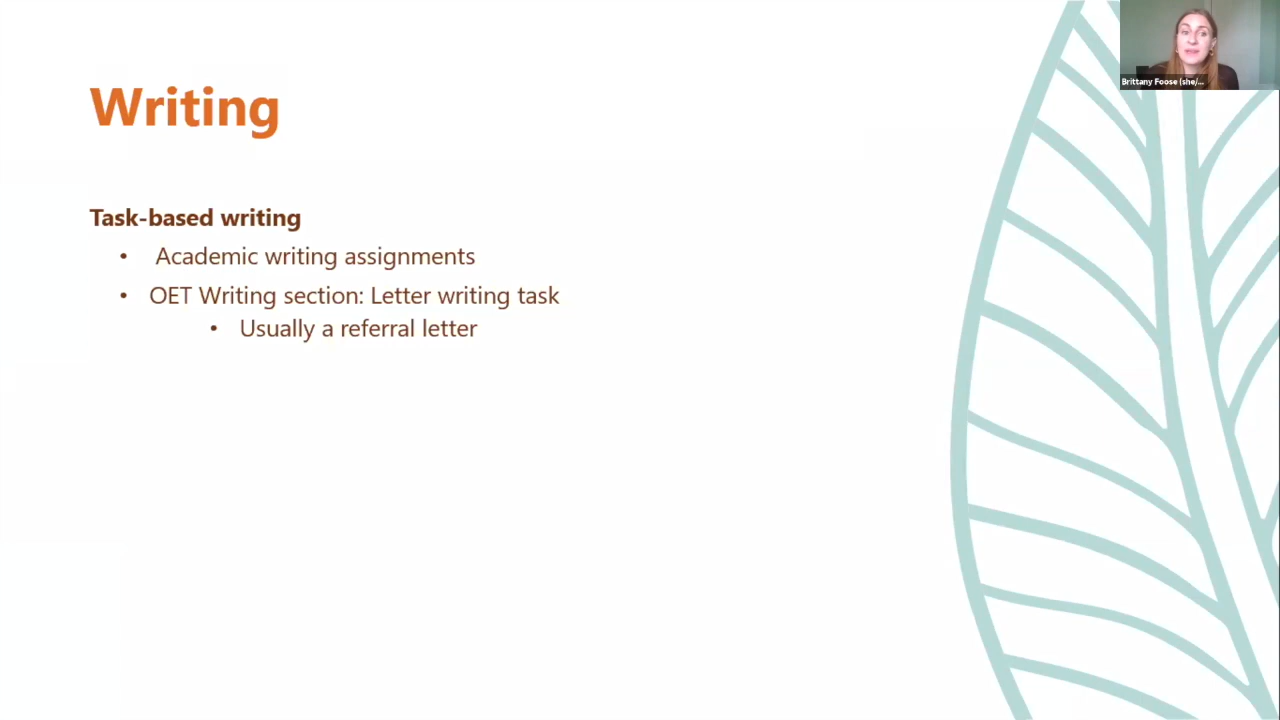 Brittany Foose (she/...
Writing
Task-based writing
• Academic writing assignments
• OET Writing section: Letter writing task
• Usually a referral letter